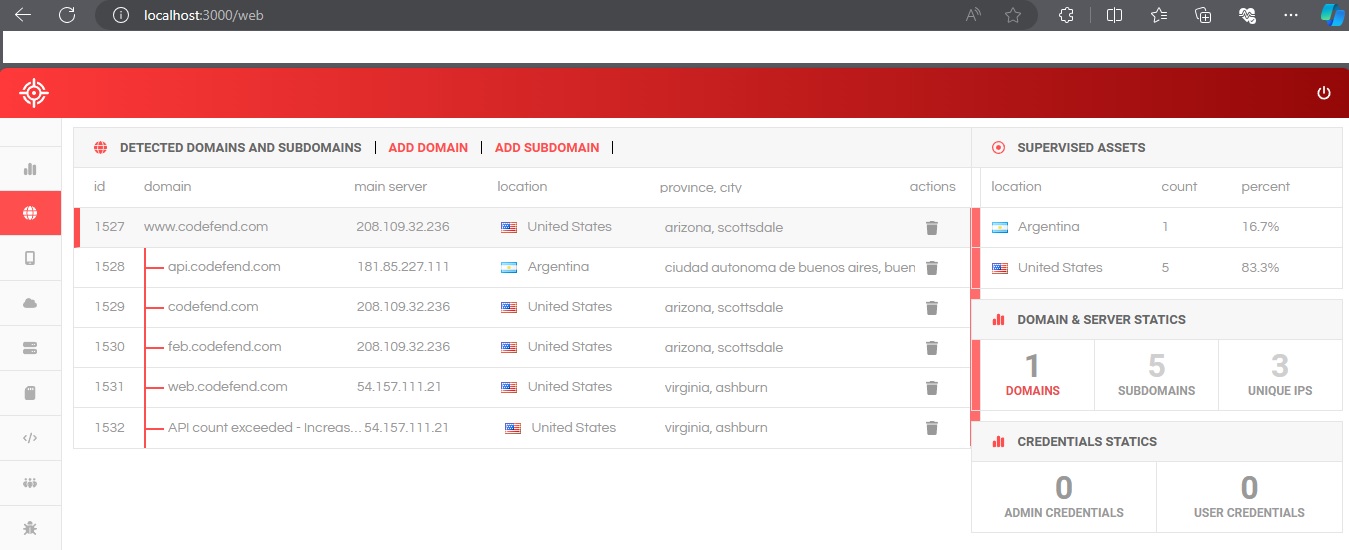 localhost:3000/web
DETECTED DOMAINS AND SUBDOMAINS | ADD DOMAIN | ADD SUBDOMAIN |
id domain main server location province, city actions
1527 www.codefend.com 208.109.32.236 United States arizona, scottsdale
1528 api.codefend.com 181.85.227.111 Argentina ciudad autonoma de buenos aires, buen
1529 codefend.com 208.109.32.236 United States arizona, scottsdale
1530 feb.codefend.com 208.109.32.236 United States arizona, scottsdale
1531 web.codefend.com 54.157.111.21 United States virginia, ashburn
1532 API count exceeded - Increas... 54.157.111.21 United States virginia, ashburn
SUPERVISED ASSETS
location count percent
Argentina 1 16.7%
United States 5 83.3%
DOMAIN & SERVER STATICS
1 5 3
DOMAINS SUBDOMAINS UNIQUE IPS
CREDENTIALS STATICS
0 0
ADMIN CREDENTIALS USER CREDENTIALS